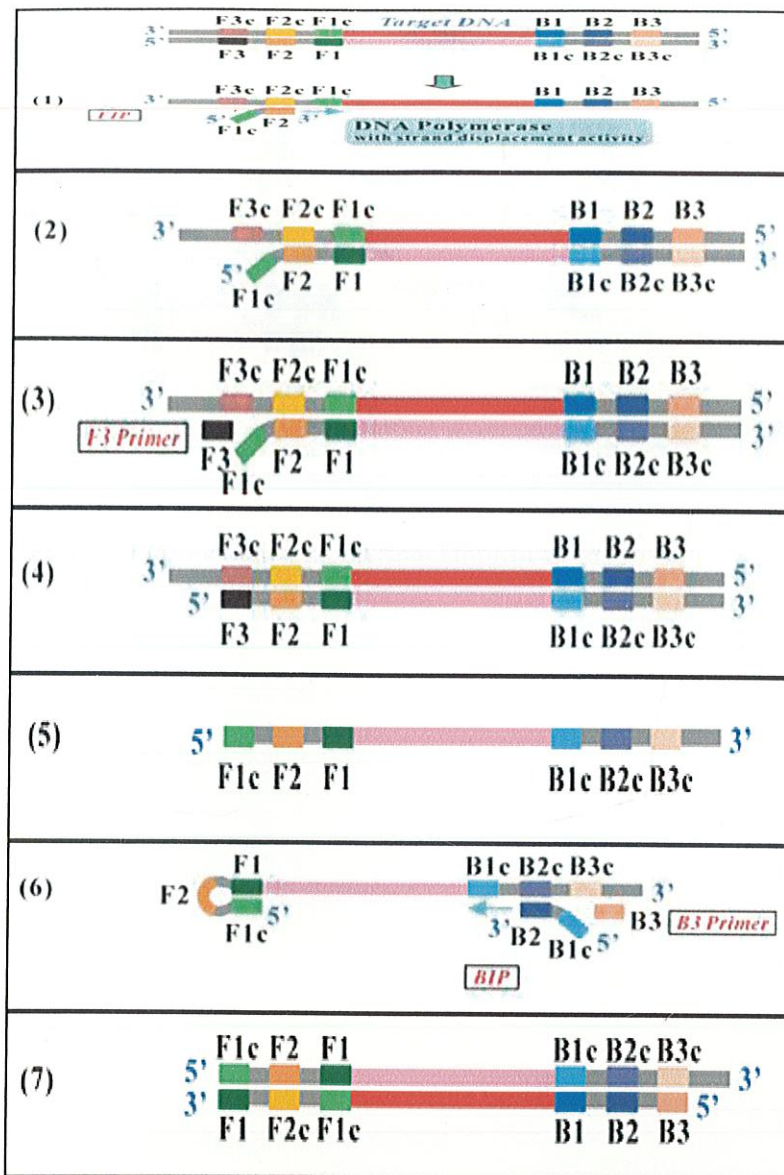 F3c F2c F1c Target DNA B1 B2 B3
3' 5'
5' 3'
F3 F2 F1 B1c B2c B3c
F3c F2c F1c B1 B2 B3
(1) 3' 5'
FIP 5' F1c F2 3'
DNA Polymerase
with strand displacement activity
F3c F2c F1c B1 B2 B3
(2) 3' 5'
5' 3'
F1c F2 F1 B1c B2c B3c
F3c F2c F1c B1 B2 B3
(3) 3' 5'
F3 Primer 3'
F3 F1c F2 F1 B1c B2c B3c
F3c F2c F1c B1 B2 B3
(4) 3' 5'
5' 3'
F3 F2 F1 B1c B2c B3c
(5) 5' 3'
F1c F2 F1 B1c B2c B3c
F1 B1c B2c B3c
(6) F2 3'
F1c 5' 3' B2 B1c 5' B3 B3 Primer
BIP
F1c F2 F1 B1c B2c B3c
(7) 5' 3'
3' 5'
F1 F2c F1c B1 B2 B3